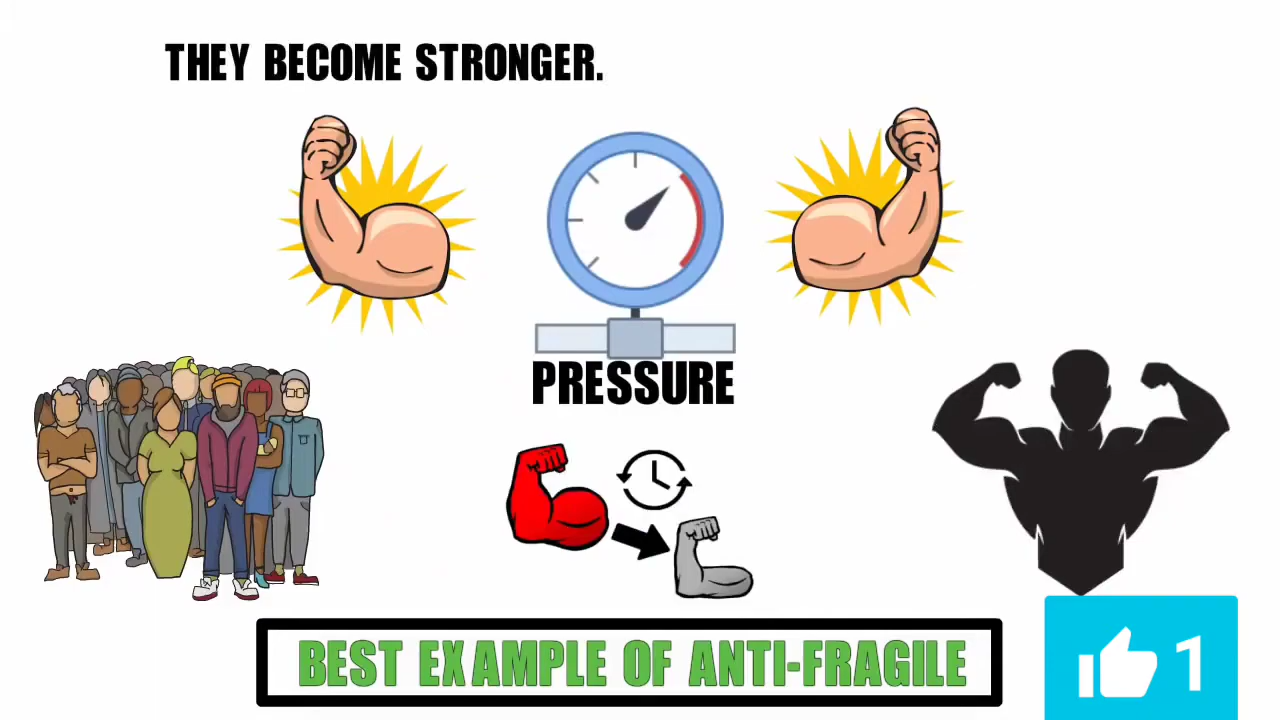 THEY BECOME STRONGER.
PRESSURE
BEST EXAMPLE OF ANTI-FRAGILE
1